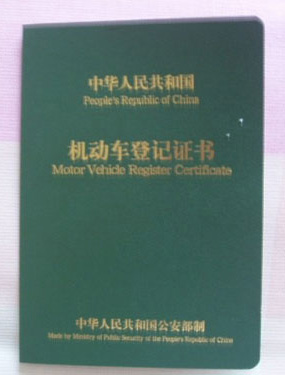 中华人民共和国
People's Republic of China
机动车登记证书
Motor Vehicle Register Certificate
中华人民共和国公安部制
Made by Ministry of Public Security of the People's Republic of China